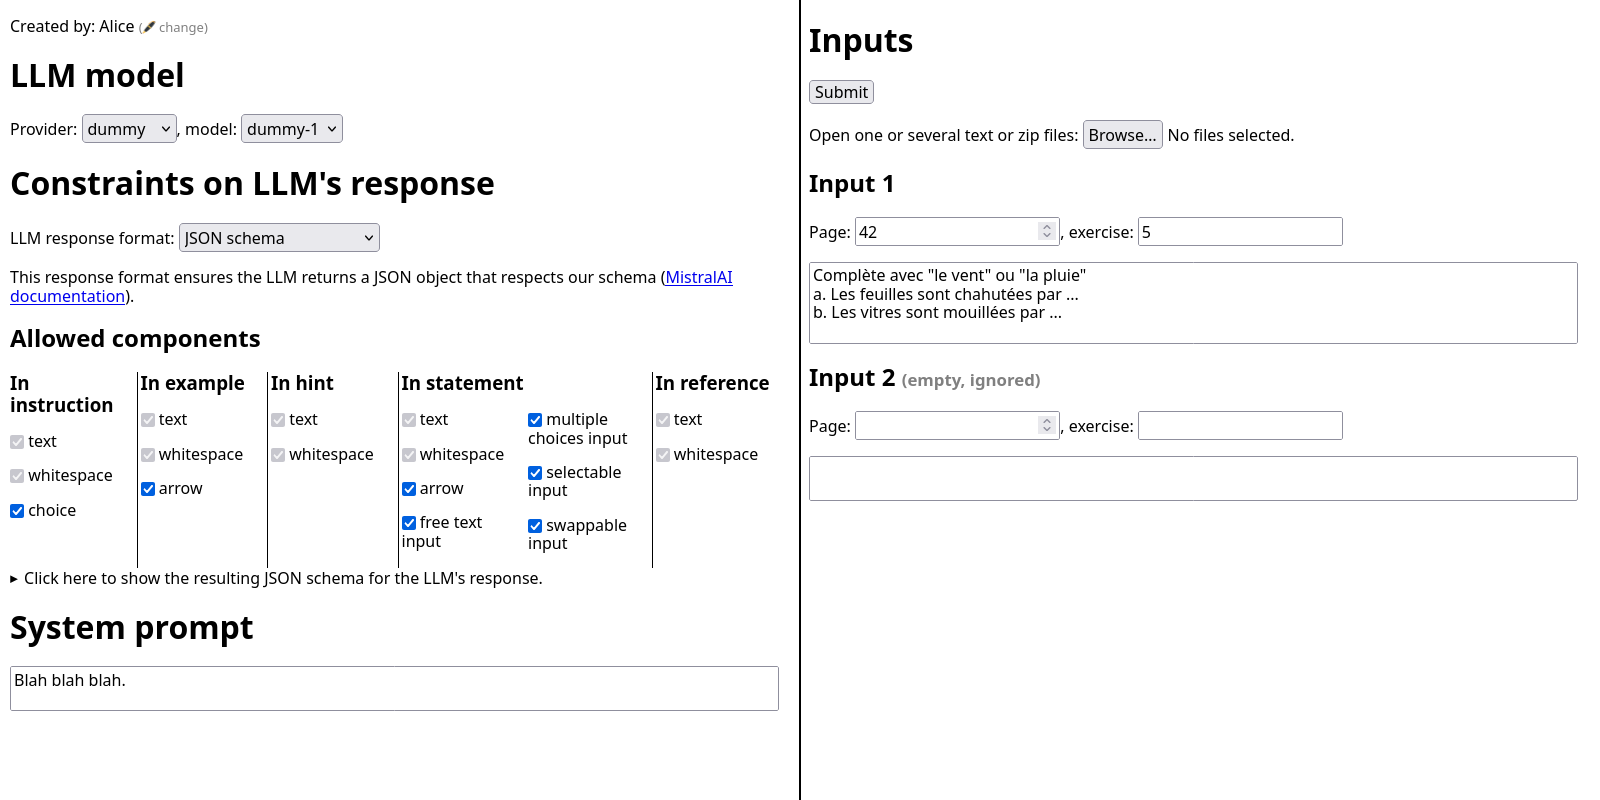 Created by: Alice (🖋️ change)
LLM model
Provider: dummy, model: dummy-1
Constraints on LLM's response
LLM response format: JSON schema
This response format ensures the LLM returns a JSON object that respects our schema (MistralAI
documentation).
Allowed components
In
instruction
text
whitespace
choice
In example
text
whitespace
arrow
In hint
text
whitespace
In statement
text
whitespace
arrow
free text
input
multiple
choices input
selectable
input
swappable
input
In reference
text
whitespace
▸ Click here to show the resulting JSON schema for the LLM's response.
System prompt
Blah blah blah.
Inputs
Submit
Open one or several text or zip files: Browse... No files selected.
Input 1
Page: 42, exercise: 5
Complète avec "le vent" ou "la pluie"
a. Les feuilles sont chahutées par ...
b. Les vitres sont mouillées par ...
Input 2 (empty, ignored)
Page: , exercise: